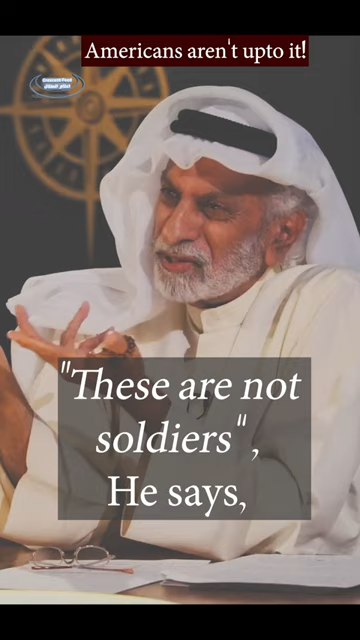 Americans aren't upto it!
"These are not
soldiers",
He says,